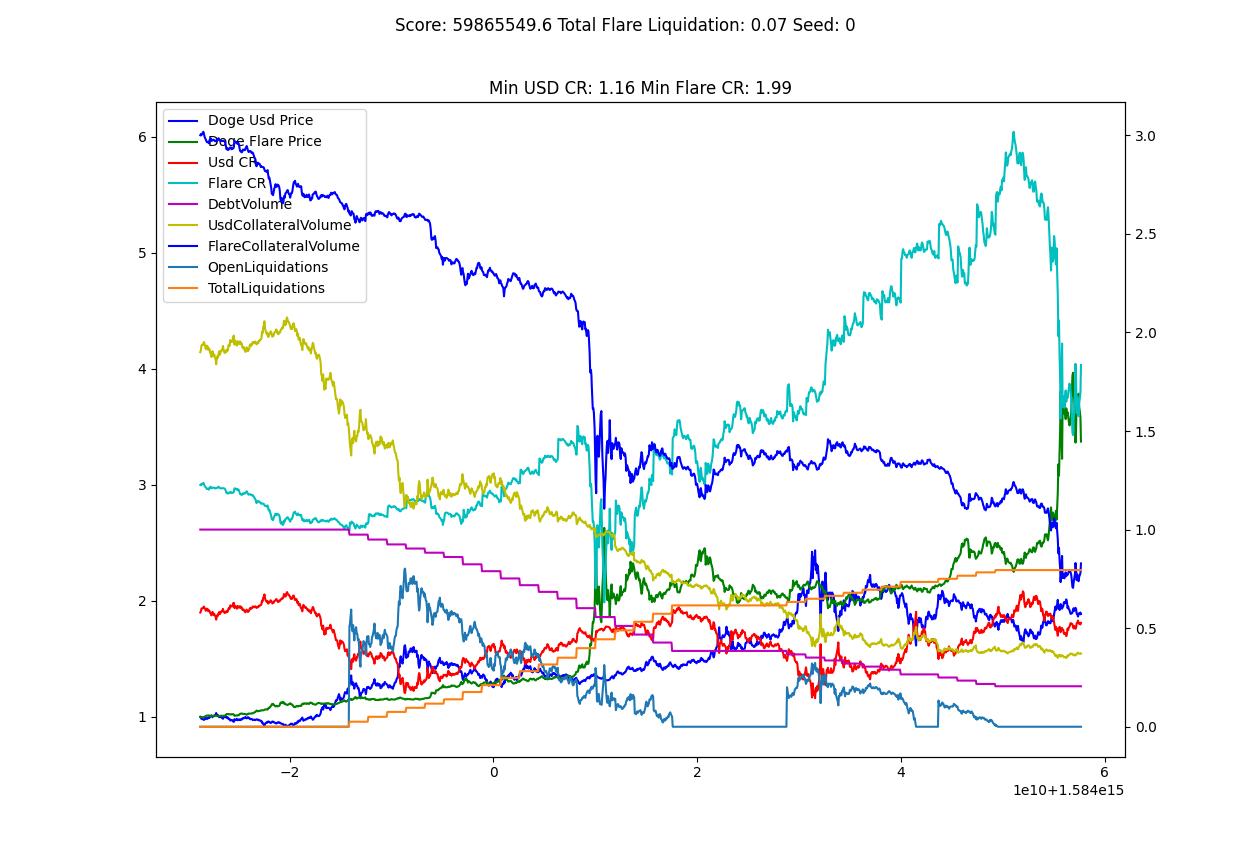 Score: 59865549.6 Total Flare Liquidation: 0.07 Seed: 0
Min USD CR: 1.16 Min Flare CR: 1.99
Doge Usd Price
Doge Flare Price
Usd CR
Flare CR
DebtVolume
UsdCollateralVolume
FlareCollateralVolume
OpenLiquidations
TotalLiquidations
6
5
4
3
2
1
3.0
2.5
2.0
1.5
1.0
0.5
0.0
−2
0
2
4
6
1e10+1.584e15